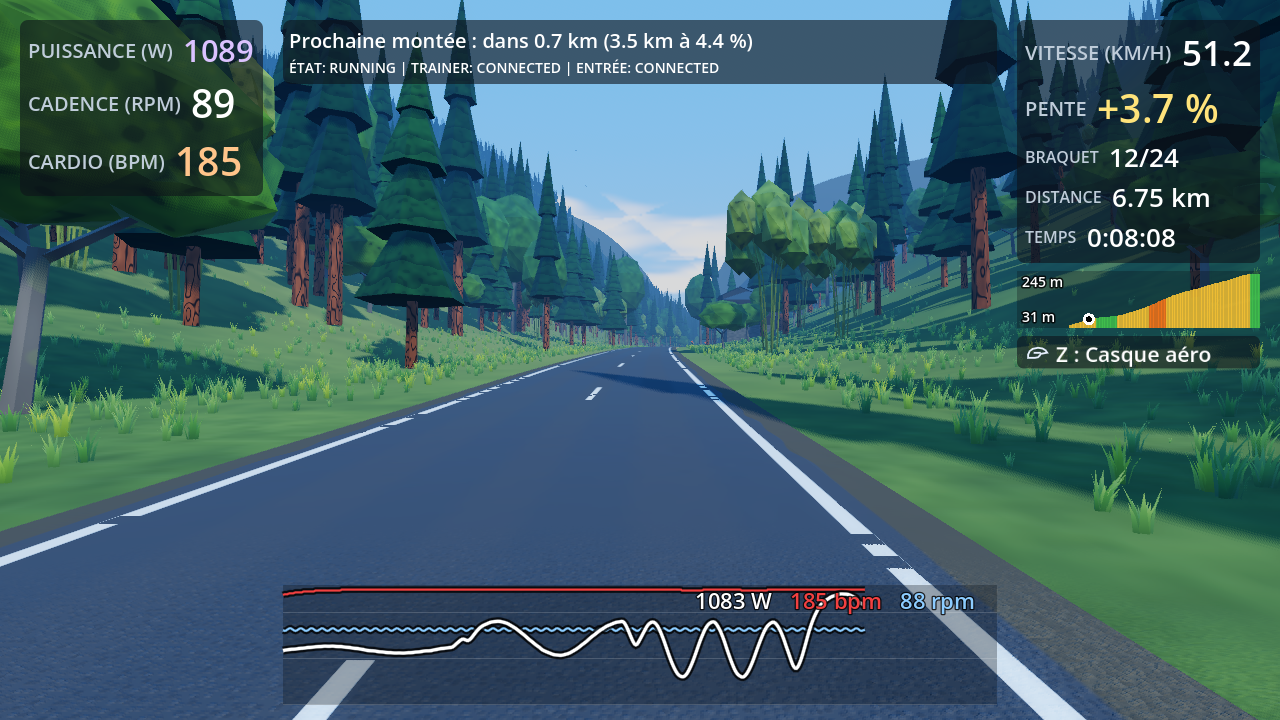 PUISSANCE (W) 1089
CADENCE (RPM) 89
CARDIO (BPM) 185
Prochaine montée : dans 0.7 km (3.5 km à 4.4 %)
ÉTAT: RUNNING | TRAINER: CONNECTED | ENTRÉE: CONNECTED
VITESSE (KM/H) 51.2
PENTE +3.7 %
BRAQUET 12/24
DISTANCE 6.75 km
TEMPS 0:08:08
245 m
31 m
Z : Casque aéro
1083 W 185 bpm 88 rpm